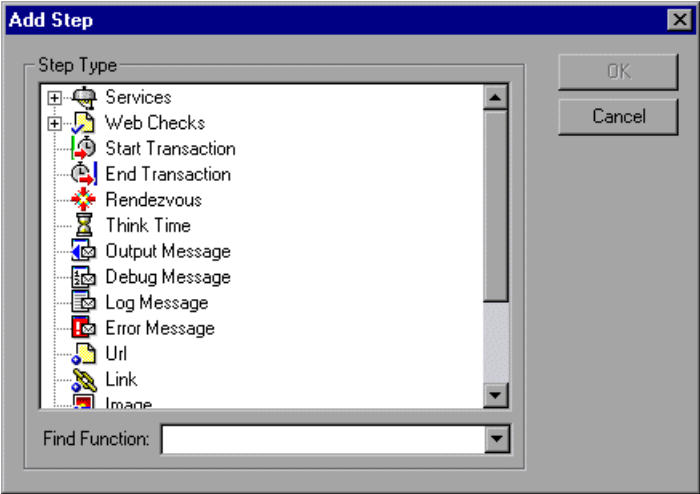 Add Step
Step Type
OK
Cancel
Services
Web Checks
Start Transaction
End Transaction
Rendezvous
Think Time
Output Message
Debug Message
Log Message
Error Message
Url
Link
Image
Find Function: